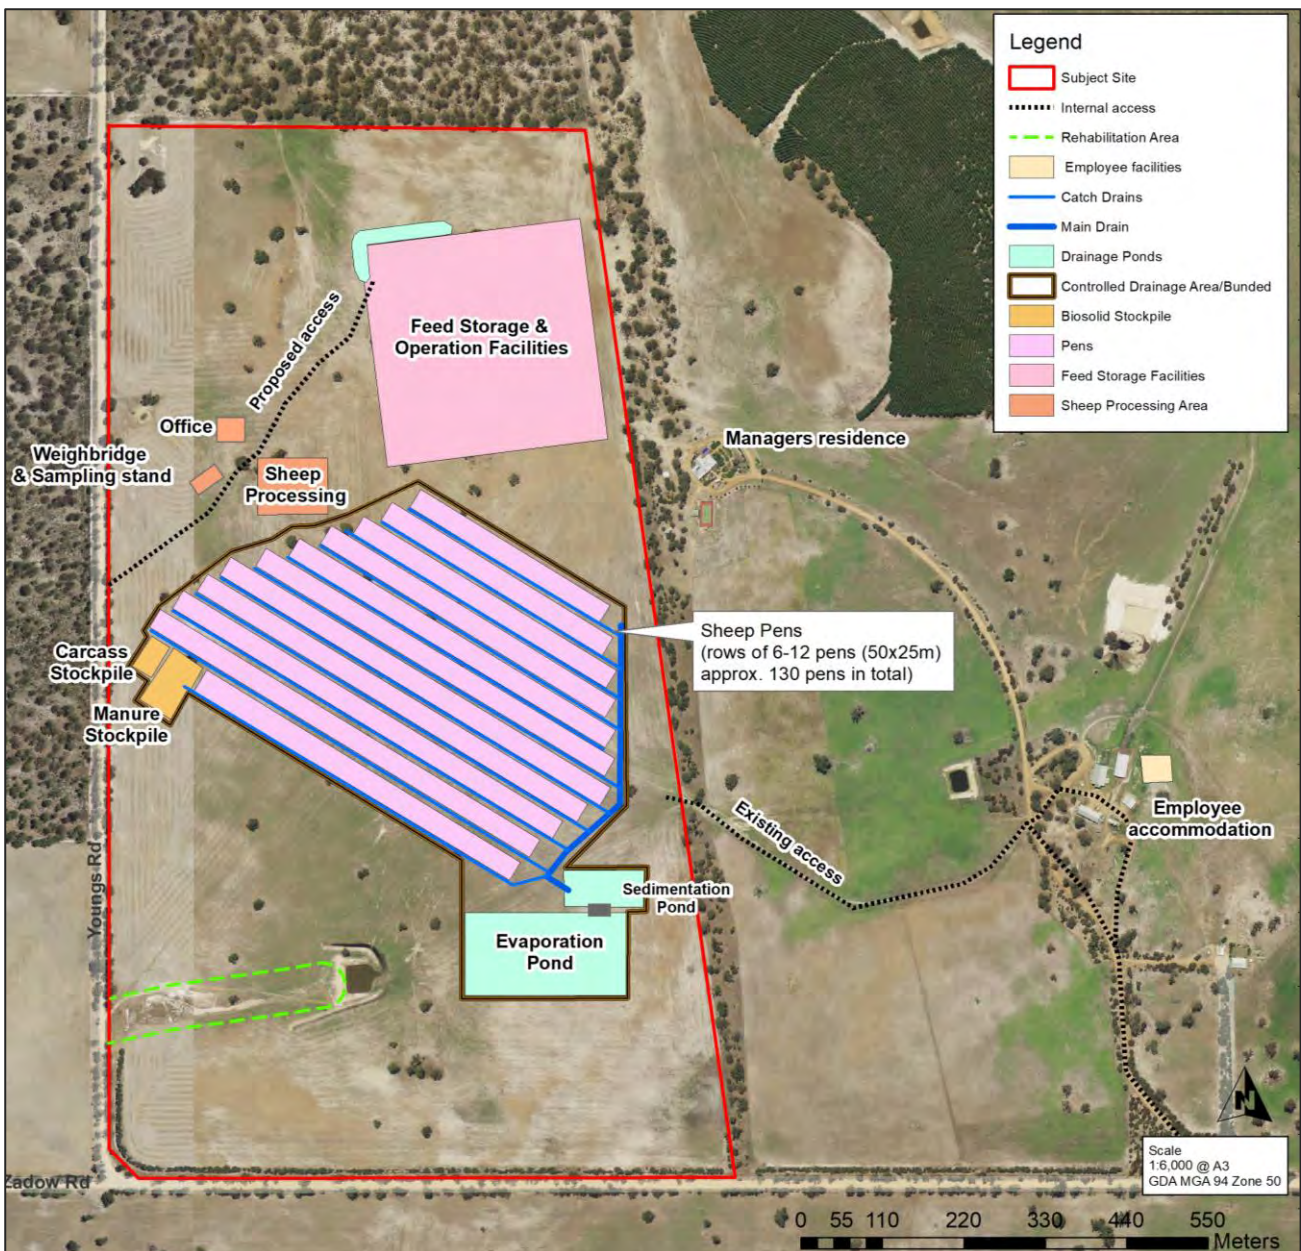 Legend
Subject Site
Internal access
Rehabilitation Area
Employee facilities
Catch Drains
Main Drain
Drainage Ponds
Controlled Drainage Area/Bunded
Biosolid Stockpile
Pens
Feed Storage Facilities
Sheep Processing Area
Feed Storage &
Operation Facilities
Proposed access
Office
Weighbridge
& Sampling stand
Sheep
Processing
Managers residence
Sheep Pens
(rows of 6-12 pens (50x25m)
approx. 130 pens in total)
Carcass
Stockpile
Manure
Stockpile
Existing access
Employee
accommodation
Sedimentation
Pond
Evaporation
Pond
Youngs Rd
Zadow Rd
N
Scale
1:6,000 @ A3
GDA MGA 94 Zone 50
0 55 110 220 330 440 550
Meters